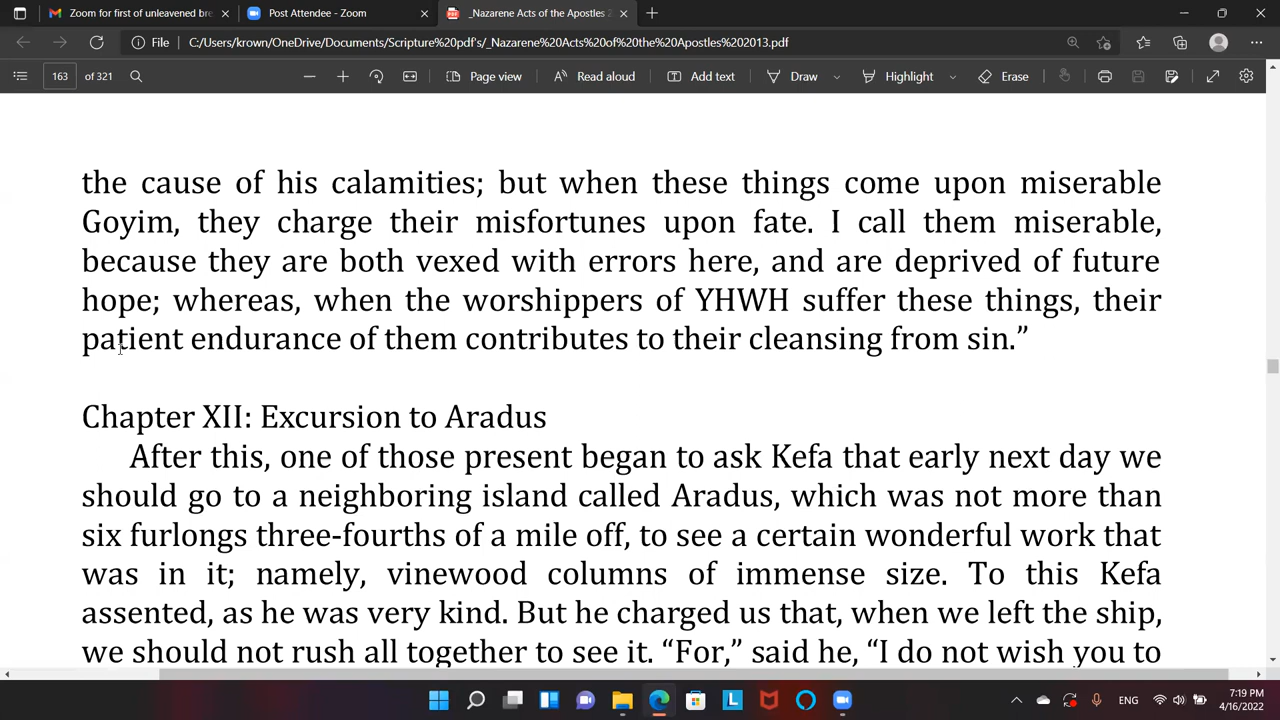 Zoom for first of unleavened bre
Post Attendee - Zoom
_Nazarene Acts of the Apostles 2
File
C:/Users/krown/OneDrive/Documents/Scripture%20pdf's/_Nazarene%20Acts%20of%20the%20Apostles%202013.pdf
163 of 321
Page view
Read aloud
Add text
Draw
Highlight
Erase
the cause of his calamities; but when these things come upon miserable
Goyim, they charge their misfortunes upon fate. I call them miserable,
because they are both vexed with errors here, and are deprived of future
hope; whereas, when the worshippers of YHWH suffer these things, their
patient endurance of them contributes to their cleansing from sin.”
Chapter XII: Excursion to Aradus
After this, one of those present began to ask Kefa that early next day we
should go to a neighboring island called Aradus, which was not more than
six furlongs three-fourths of a mile off, to see a certain wonderful work that
was in it; namely, vinewood columns of immense size. To this Kefa
assented, as he was very kind. But he charged us that, when we left the ship,
we should not rush all together to see it. “For,” said he, “I do not wish you to
ENG
7:19 PM
4/16/2022